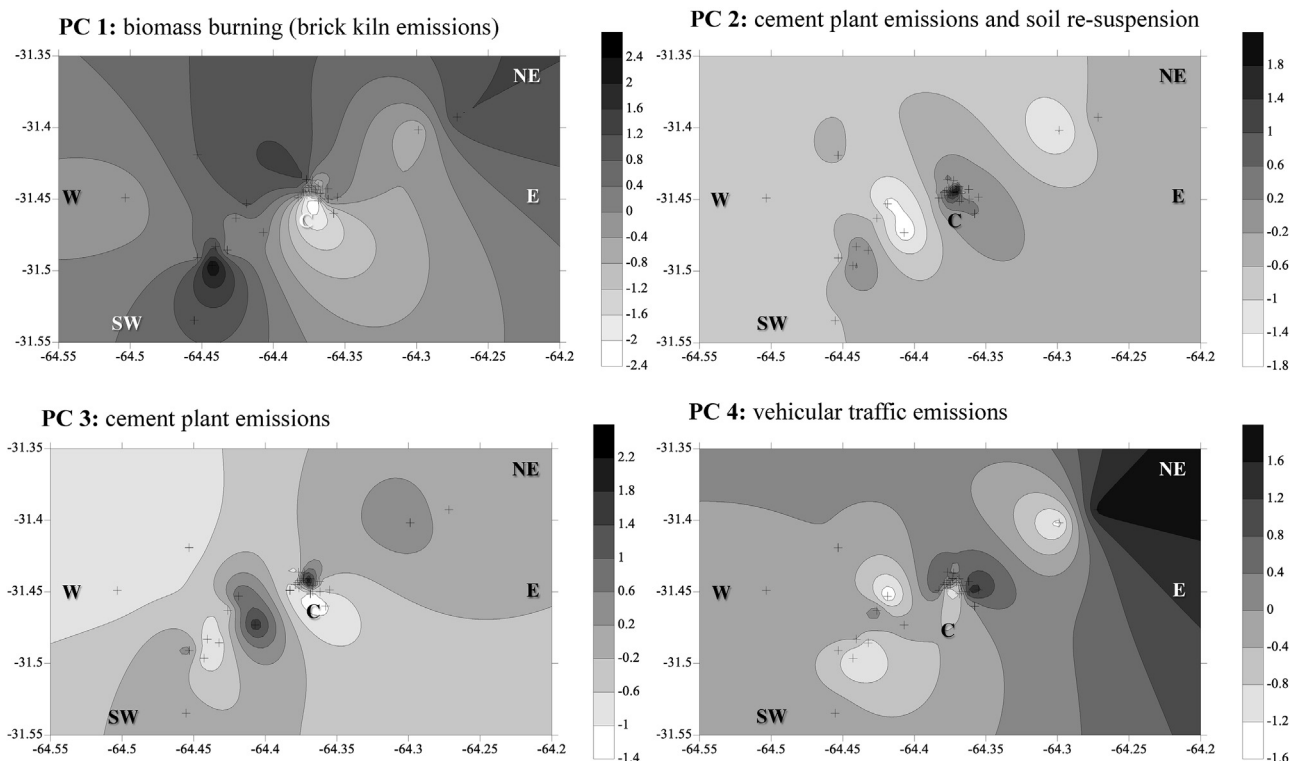 PC 1: biomass burning (brick kiln emissions)
-31.35
-31.4
-31.45
-31.5
-31.55
NE
W
E
C
SW
-64.55 -64.5 -64.45 -64.4 -64.35 -64.3 -64.25 -64.2
2.4
2
1.6
1.2
0.8
0.4
0
-0.4
-0.8
-1.2
-1.6
-2
-2.4
PC 2: cement plant emissions and soil re-suspension
-31.35
-31.4
-31.45
-31.5
-31.55
NE
W
E
C
SW
-64.55 -64.5 -64.45 -64.4 -64.35 -64.3 -64.25 -64.2
1.8
1.4
1
0.6
0.2
-0.2
-0.6
-1
-1.4
-1.8
PC 3: cement plant emissions
-31.35
-31.4
-31.45
-31.5
-31.55
NE
W
E
C
SW
-64.55 -64.5 -64.45 -64.4 -64.35 -64.3 -64.25 -64.2
2.2
1.8
1.4
1
0.6
0.2
-0.2
-0.6
-1
-1.4
PC 4: vehicular traffic emissions
-31.35
-31.4
-31.45
-31.5
-31.55
NE
W
E
C
SW
-64.55 -64.5 -64.45 -64.4 -64.35 -64.3 -64.25 -64.2
1.6
1.2
0.8
0.4
0
-0.4
-0.8
-1.2
-1.6